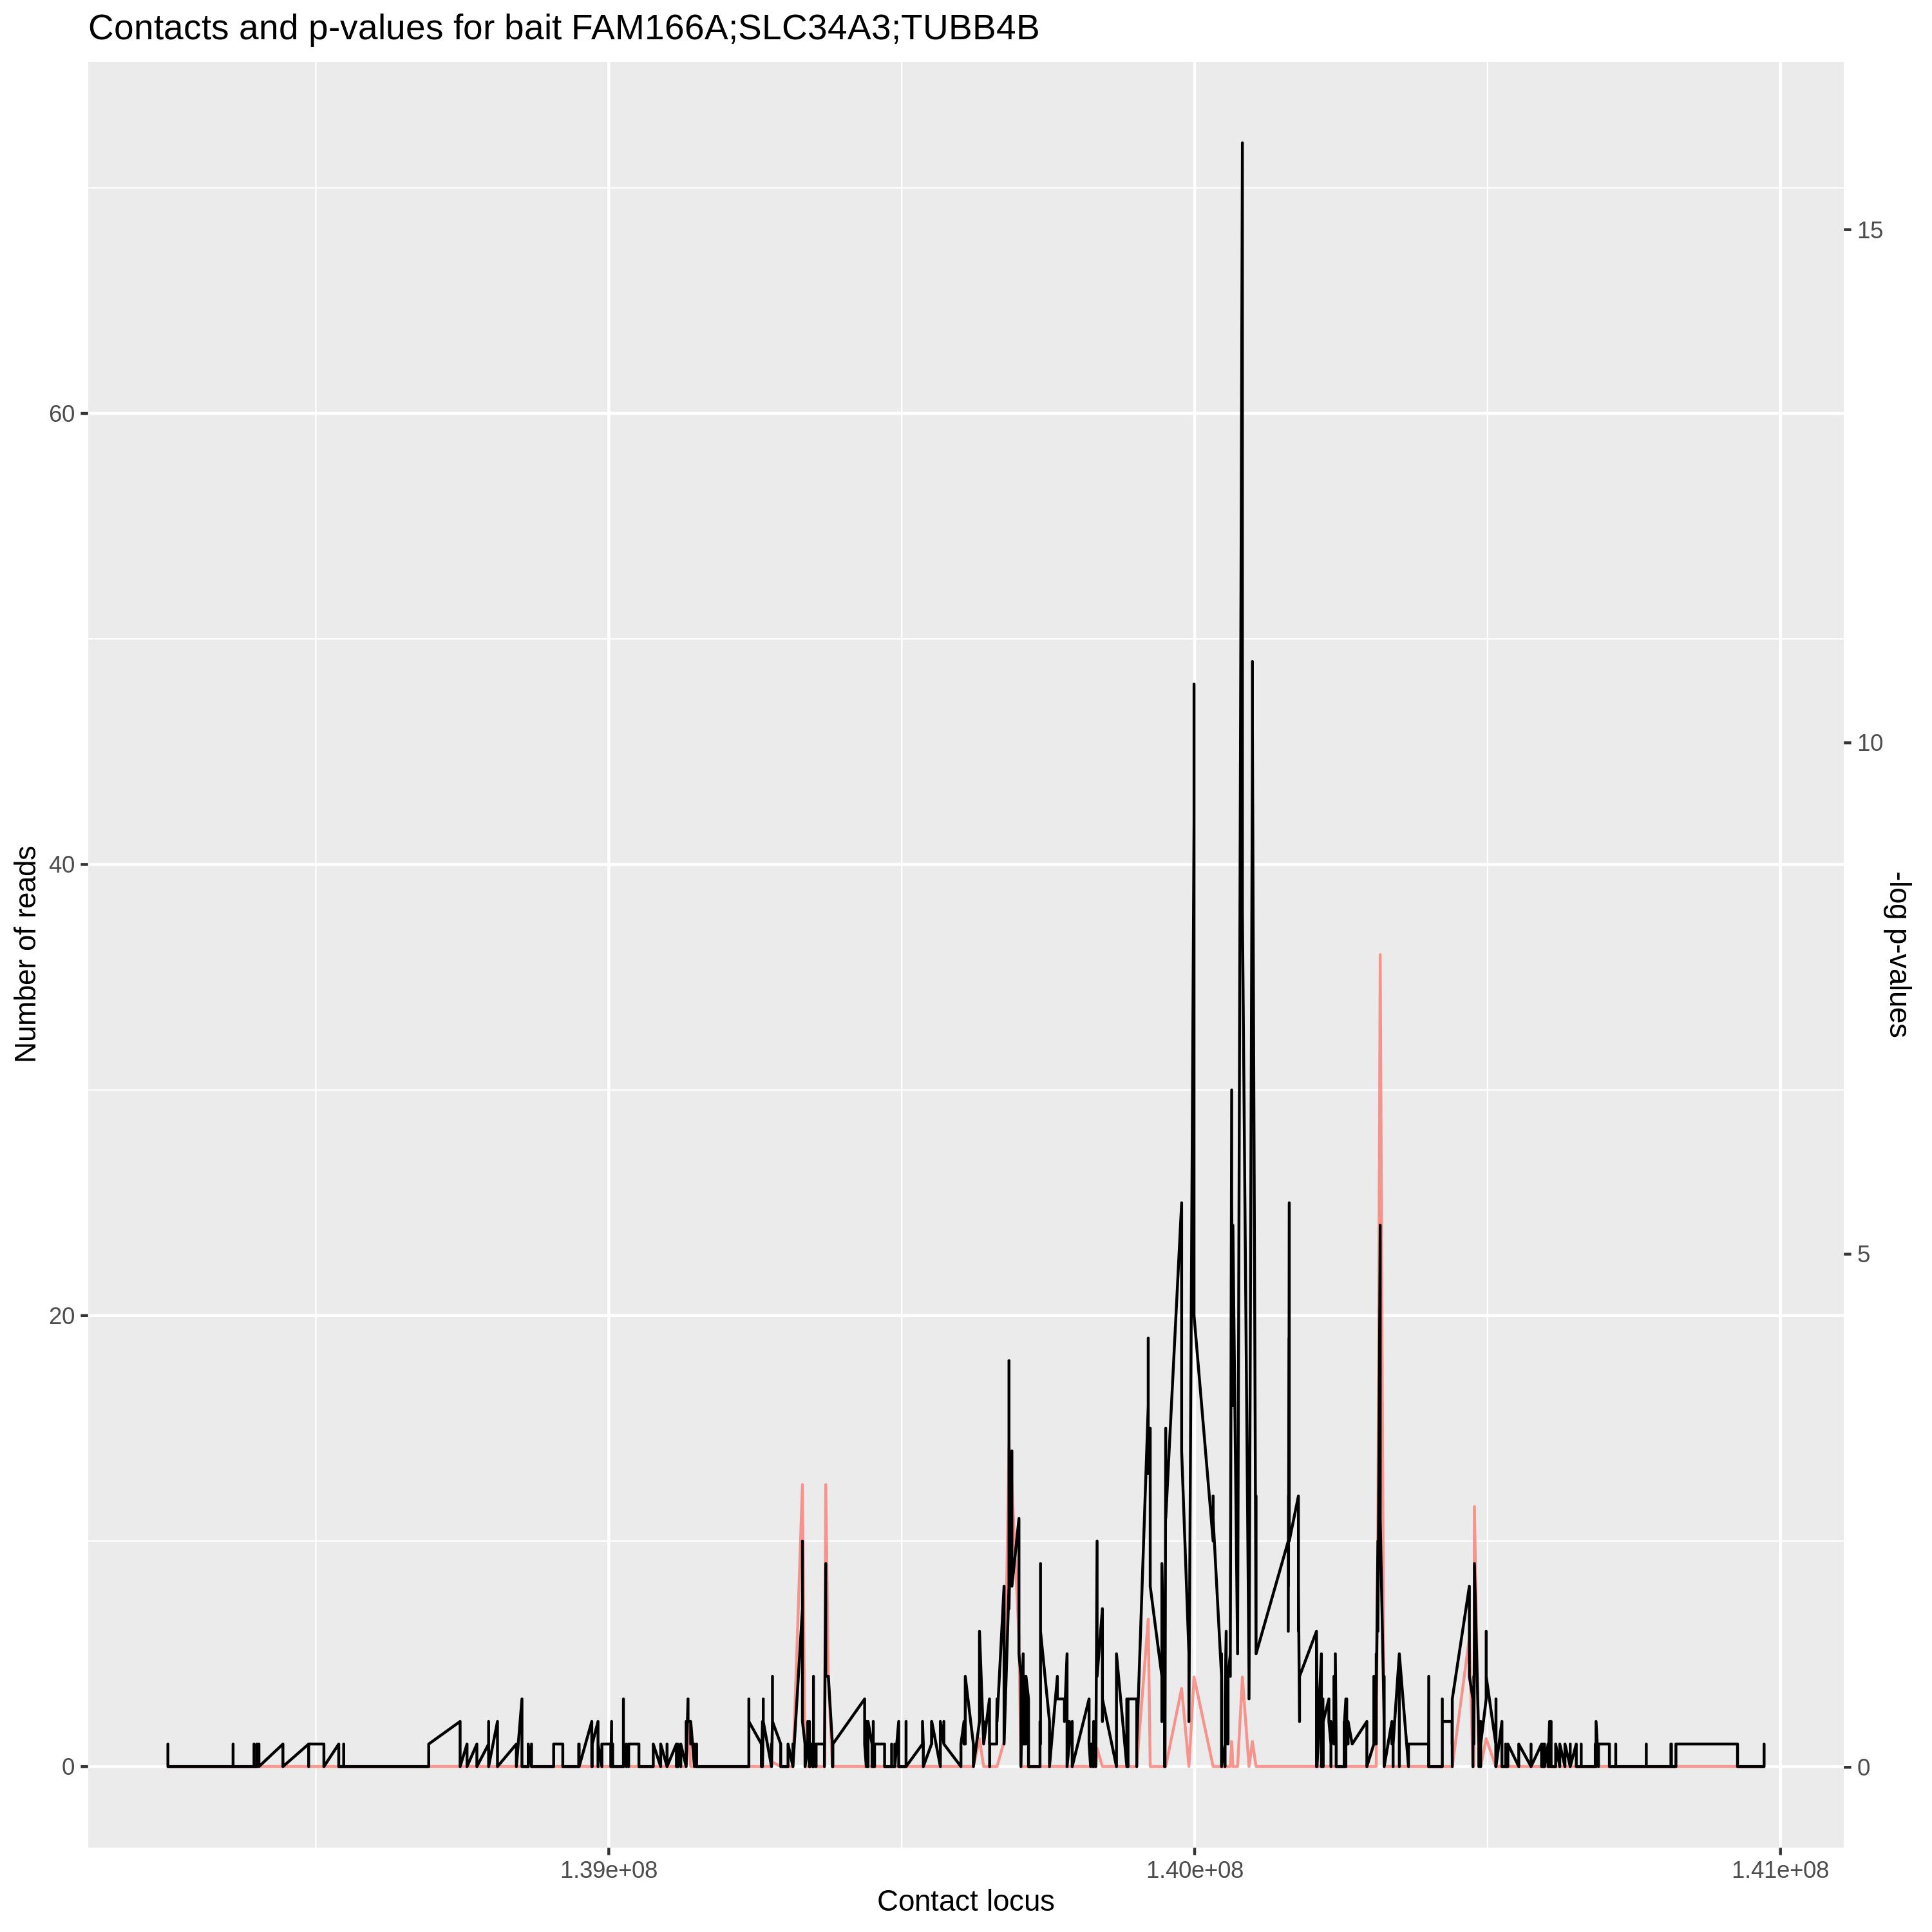 Contacts and p-values for bait FAM166A;SLC34A3;TUBB4B
60
40
20
0
Number of reads
15
10
5
0
-log p-values
1.39e+08
1.40e+08
1.41e+08
Contact locus